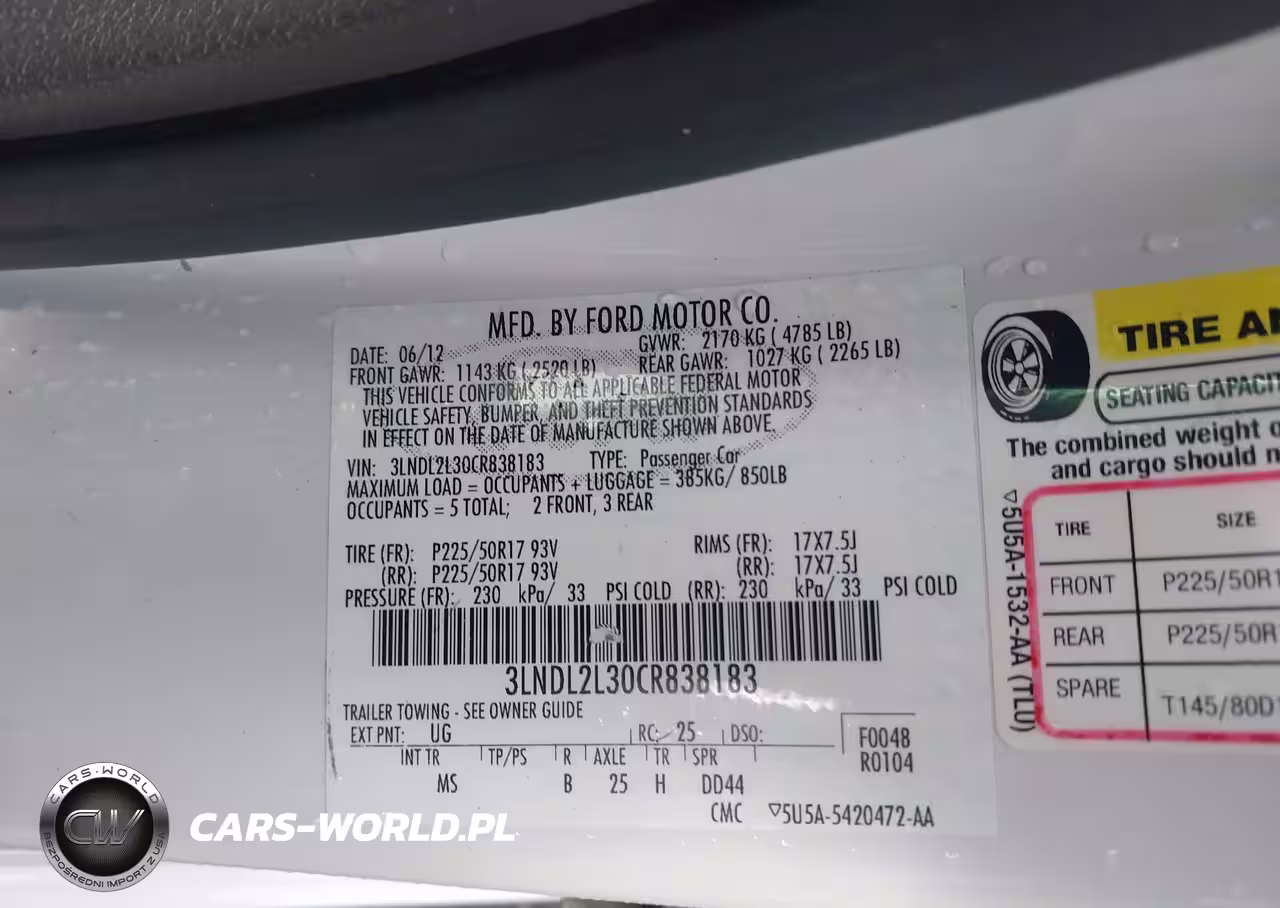 MFD. BY FORD MOTOR CO.
DATE: 06/12
GVWR: 2170 KG ( 4785 LB)
FRONT GAWR: 1143 KG ( 2520 LB)
REAR GAWR: 1027 KG ( 2265 LB)
THIS VEHICLE CONFORMS TO ALL APPLICABLE FEDERAL MOTOR
VEHICLE SAFETY, BUMPER, AND THEFT PREVENTION STANDARDS
IN EFFECT ON THE DATE OF MANUFACTURE SHOWN ABOVE.
VIN: 3LNDL2L30CR838183 TYPE: Passenger Car
MAXIMUM LOAD = OCCUPANTS + LUGGAGE = 385KG/ 850LB
OCCUPANTS = 5 TOTAL; 2 FRONT, 3 REAR
TIRE (FR): P225/50R17 93V RIMS (FR): 17X7.5J
(RR): P225/50R17 93V (RR): 17X7.5J
PRESSURE (FR): 230 kPa/ 33 PSI COLD (RR): 230 kPa/ 33 PSI COLD
3LNDL2L30CR838183
TRAILER TOWING - SEE OWNER GUIDE
EXT PNT: UG RC: 25 DSO:
F0048
R0104
INT TR TP/PS R AXLE TR SPR
MS B 25 H DD44
CMC ▽5U5A-5420472-AA
TIRE A
SEATING CAPACIT
The combined weight o
and cargo should n
▽5U5A-1532-AA (TLU)
TIRE SIZE
FRONT P225/50R1
REAR P225/50R
SPARE T145/80D1
CARS-WORLD
CW
BEZPOŚREDNI IMPORT Z USA
CARS-WORLD.PL